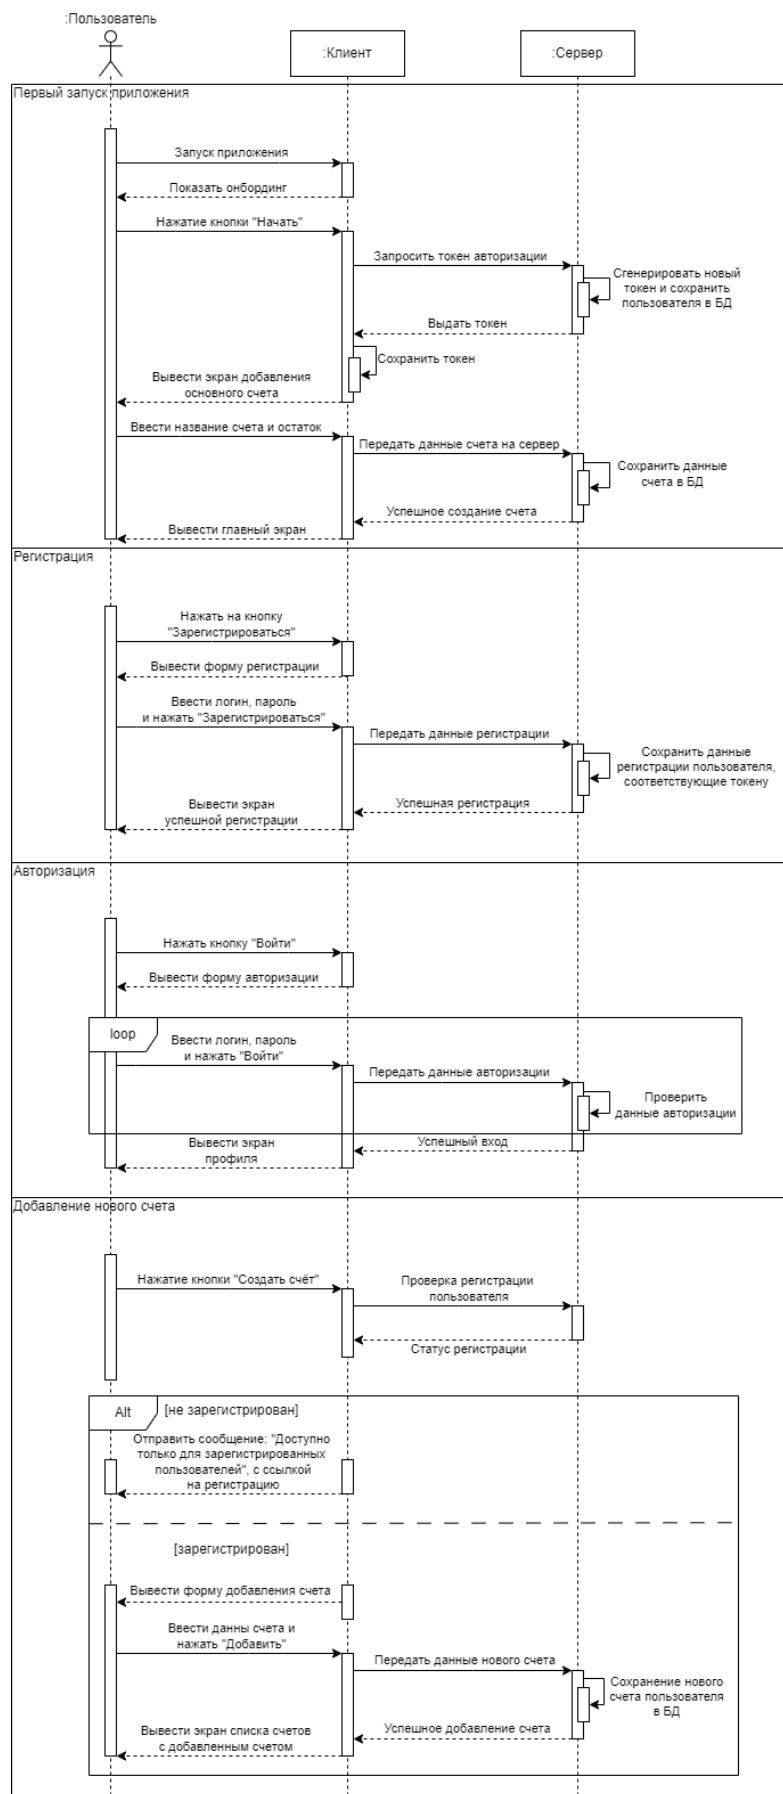 :Пользователь
:Клиент
:Сервер
Первый запуск приложения
Запуск приложения
Показать онбординг
Нажатие кнопки "Начать"
Запросить токен авторизации
Сгенерировать новый
токен и сохранить
пользователя в БД
Выдать токен
Сохранить токен
Вывести экран добавления
основного счета
Ввести название счета и остаток
Передать данные счета на сервер
Сохранить данные
счета в БД
Успешное создание счета
Вывести главный экран
Регистрация
Нажать на кнопку
"Зарегистрироваться"
Вывести форму регистрации
Ввести логин, пароль
и нажать "Зарегистрироваться"
Передать данные регистрации
Сохранить данные
регистрации пользователя,
соответствующие токену
Успешная регистрация
Вывести экран
успешной регистрации
Авторизация
Нажать кнопку "Войти"
Вывести форму авторизации
loop
Ввести логин, пароль
и нажать "Войти"
Передать данные авторизации
Проверить
данные авторизации
Успешный вход
Вывести экран
профиля
Добавление нового счета
Нажатие кнопки "Создать счёт"
Проверка регистрации
пользователя
Статус регистрации
Alt
[не зарегистрирован]
Отправить сообщение: "Доступно
только для зарегистрированных
пользователей", с ссылкой
на регистрацию
[зарегистрирован]
Вывести форму добавления счета
Ввести данны счета и
нажать "Добавить"
Передать данные нового счета
Сохранение нового
счета пользователя
в БД
Успешное добавление счета
Вывести экран списка счетов
с добавленным счетом